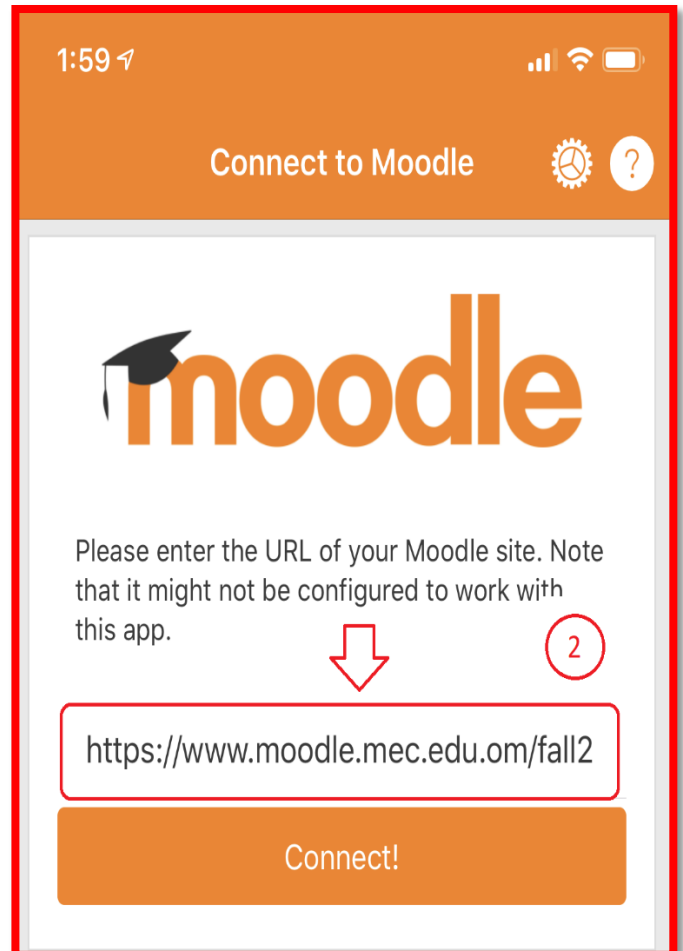 1:59
Connect to Moodle
?
moodle
Please enter the URL of your Moodle site. Note
that it might not be configured to work with
this app.
2
https://www.moodle.mec.edu.om/fall2
Connect!